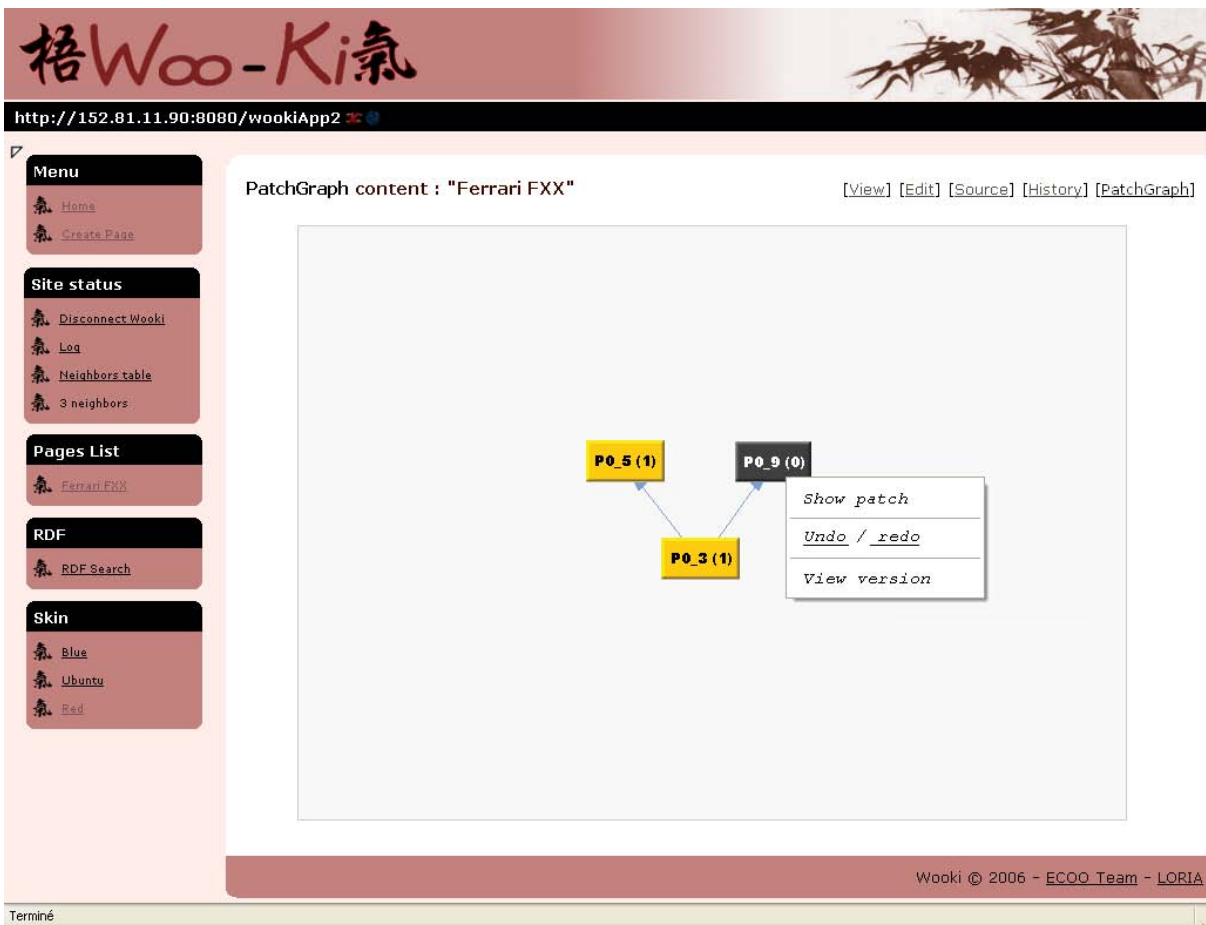 梧Woo-Ki氣
http://152.81.11.90:8080/wookiApp2
Menu
Home
Create Page
Site status
Disconnect Wooki
Log
Neighbors table
3 neighbors
Pages List
Ferrari FXX
RDF
RDF Search
Skin
Blue
Ubuntu
Red
PatchGraph content : "Ferrari FXX"
[View] [Edit] [Source] [History] [PatchGraph]
P0_5 (1)
P0_9 (0)
P0_3 (1)
Show patch
Undo / redo
View version
Wooki © 2006 - ECOO Team - LORIA
Terminé